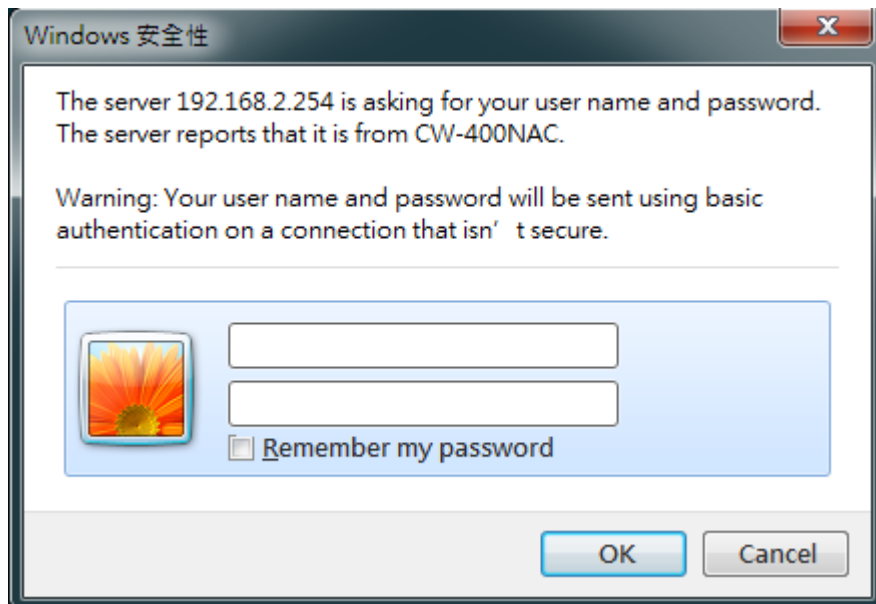 Windows 安全性
The server 192.168.2.254 is asking for your user name and password.
The server reports that it is from CW-400NAC.
Warning: Your user name and password will be sent using basic
authentication on a connection that isn’ t secure.
Remember my password
OK
Cancel